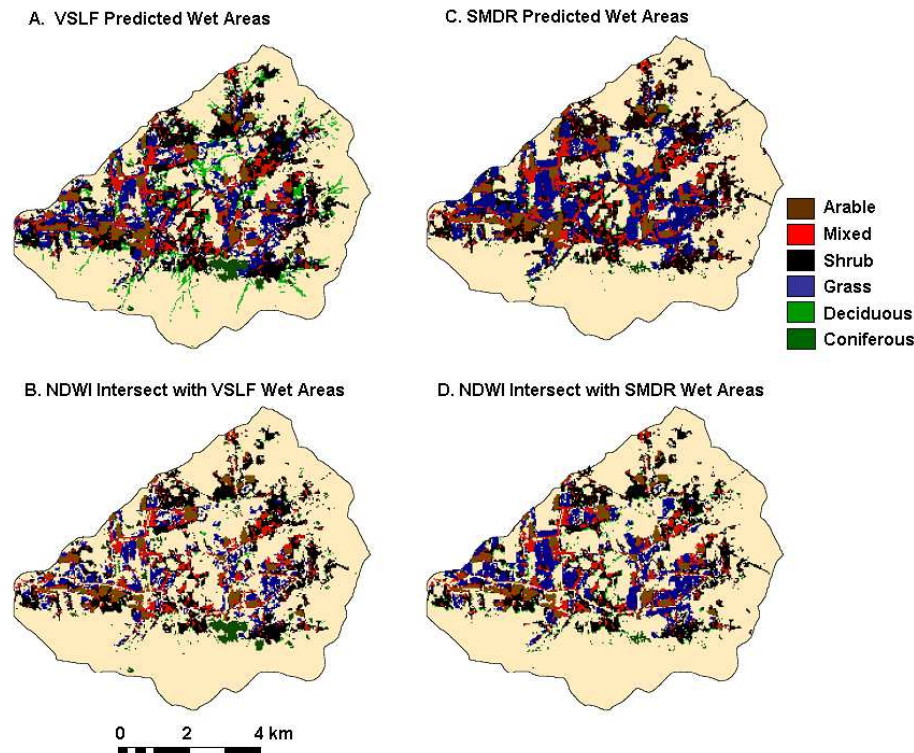 A. VSLF Predicted Wet Areas
C. SMDR Predicted Wet Areas
Arable
Mixed
Shrub
Grass
Deciduous
Coniferous
B. NDWI Intersect with VSLF Wet Areas
D. NDWI Intersect with SMDR Wet Areas
0 2 4 km